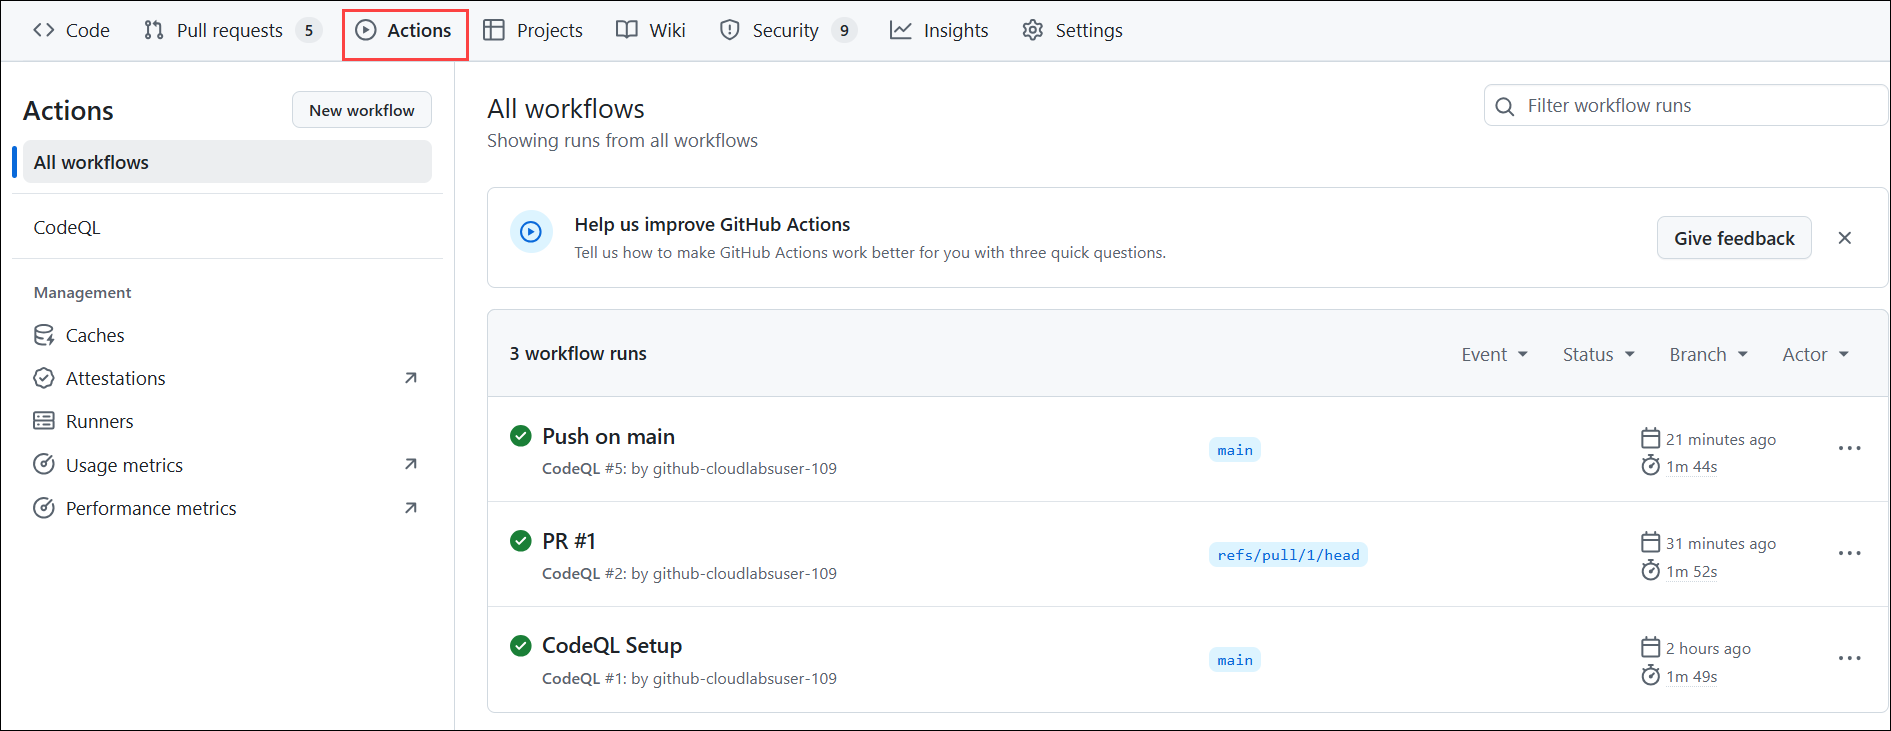 Code Pull requests 5 Actions Projects Wiki Security 9 Insights Settings
Actions
New workflow
All workflows
CodeQL
Management
Caches
Attestations
Runners
Usage metrics
Performance metrics
All workflows
Showing runs from all workflows
Filter workflow runs
Help us improve GitHub Actions
Tell us how to make GitHub Actions work better for you with three quick questions.
Give feedback
3 workflow runs
Event Status Branch Actor
Push on main
CodeQL #5: by github-cloudlabsuser-109
main
21 minutes ago
1m 44s
PR #1
CodeQL #2: by github-cloudlabsuser-109
refs/pull/1/head
31 minutes ago
1m 52s
CodeQL Setup
CodeQL #1: by github-cloudlabsuser-109
main
2 hours ago
1m 49s